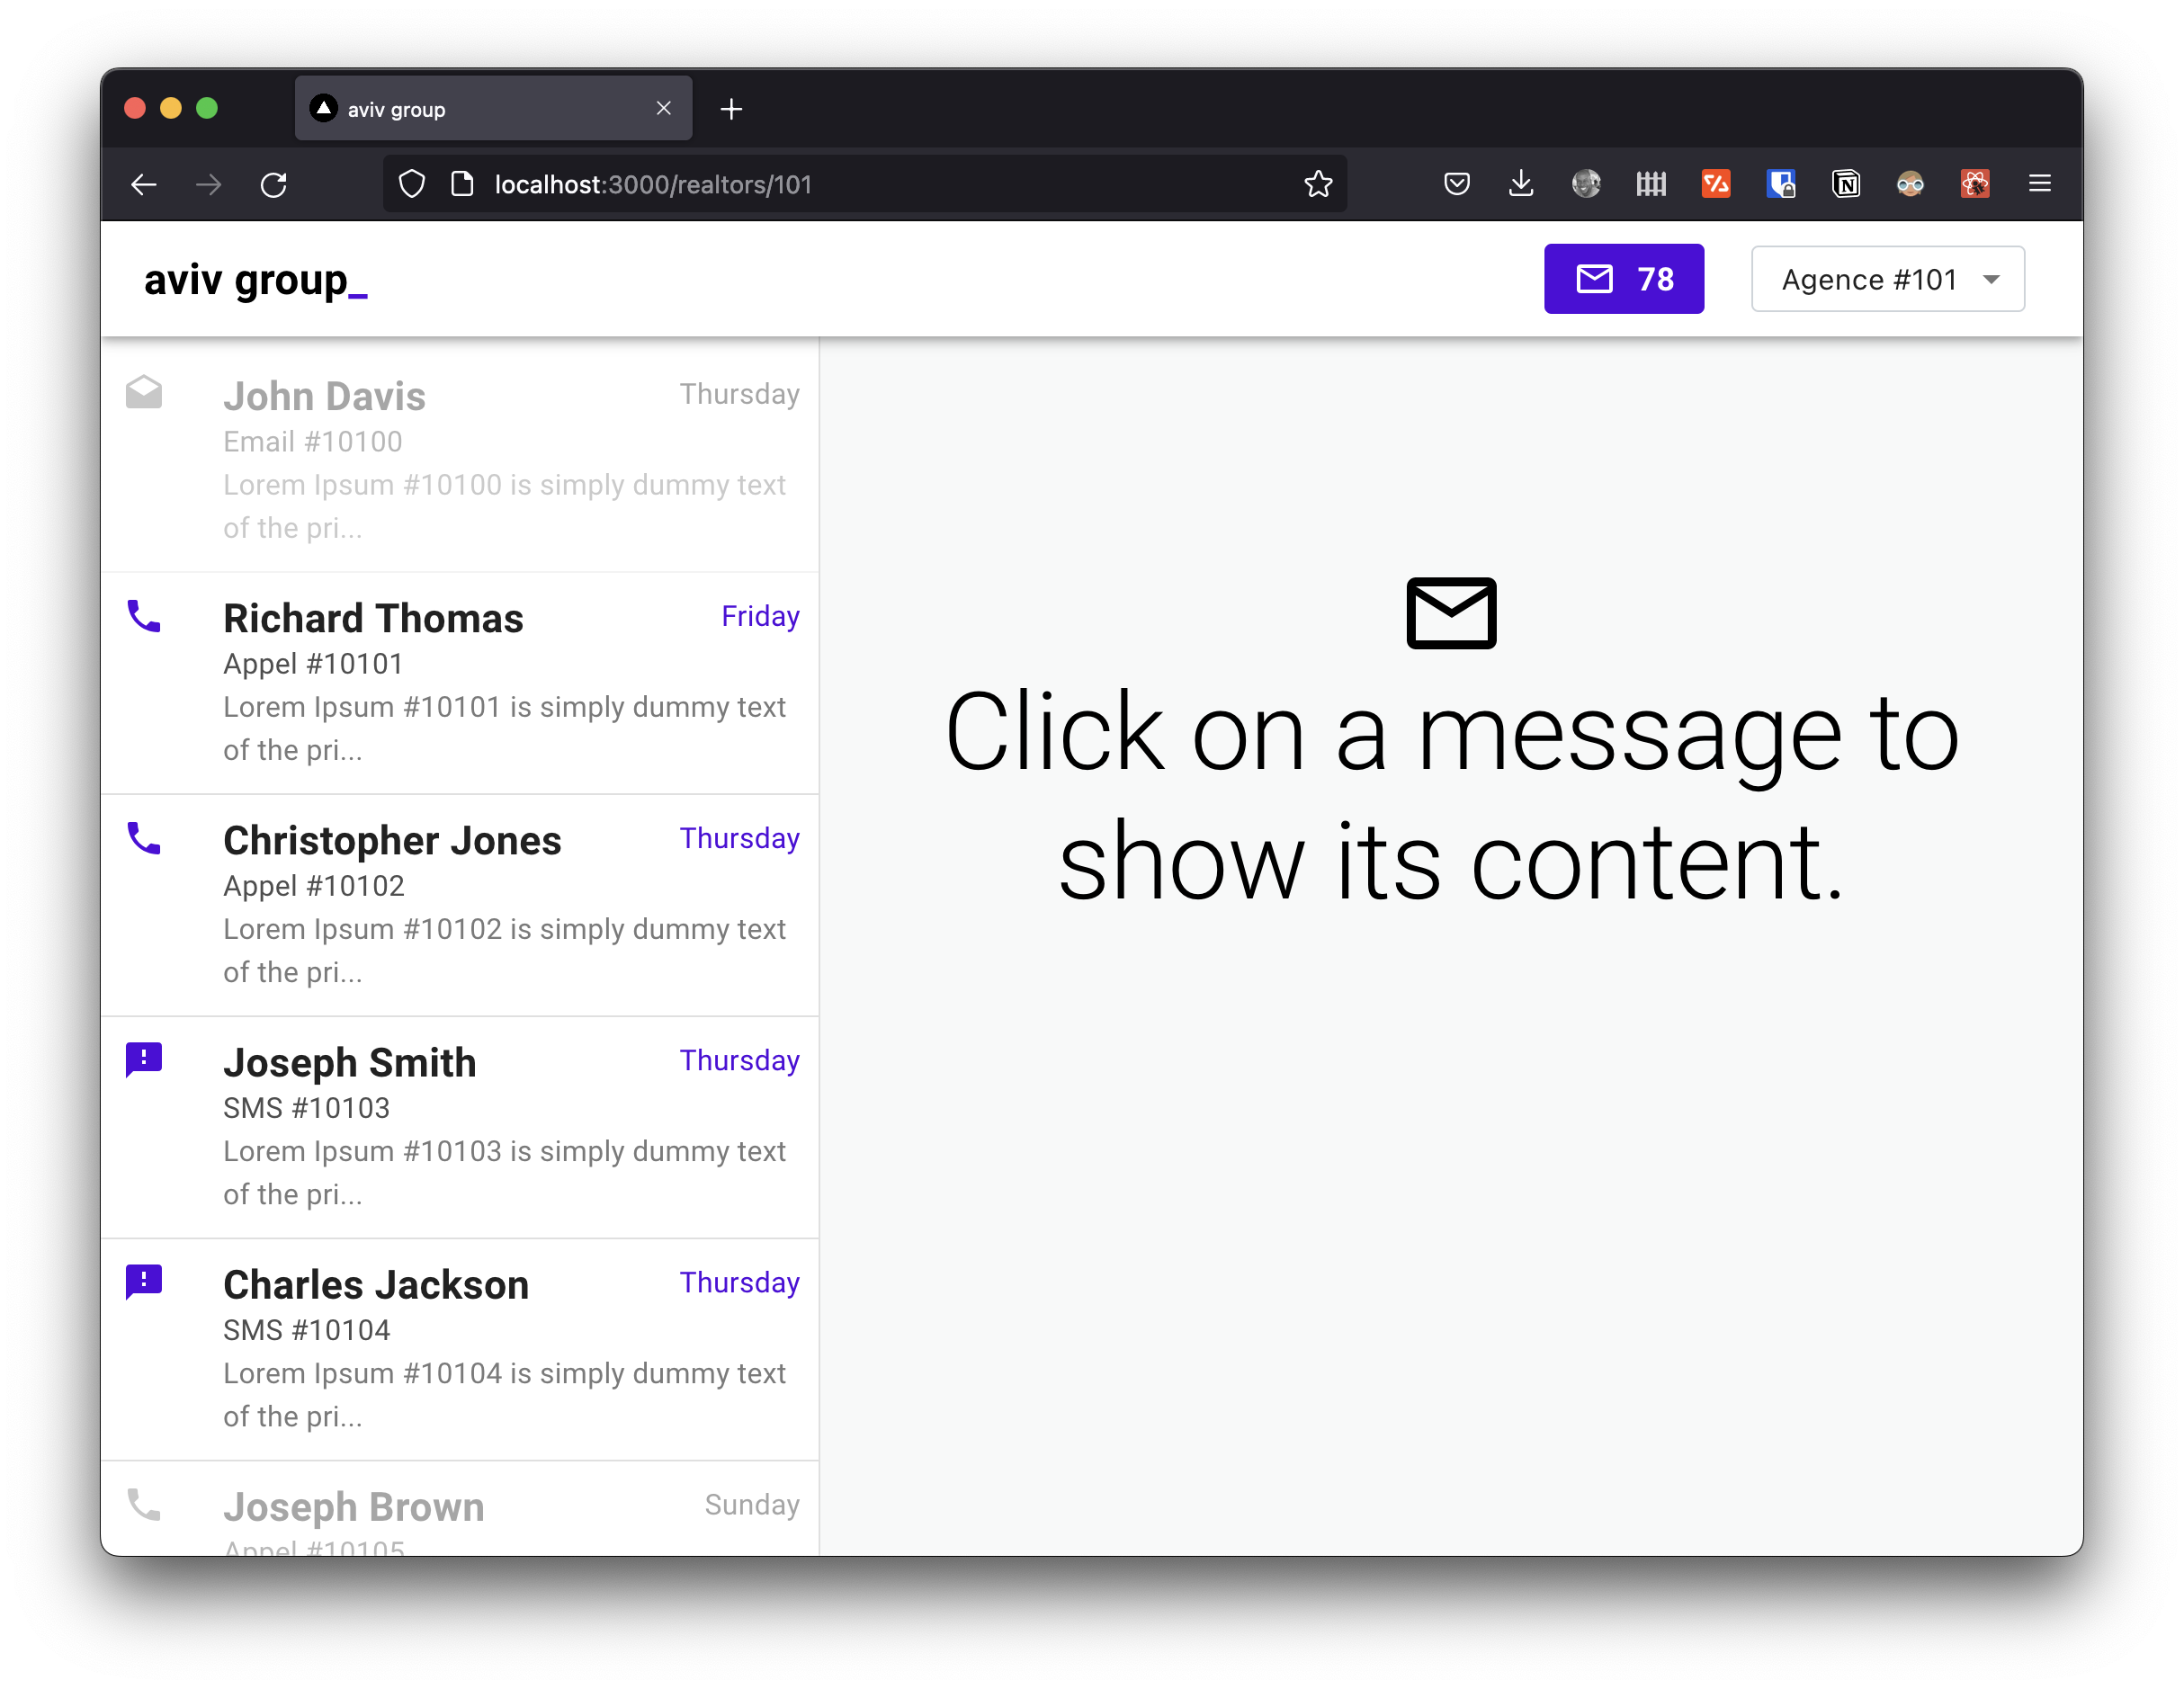 aviv group
localhost:3000/realtors/101
aviv group_
78
Agence #101
John Davis
Thursday
Email #10100
Lorem Ipsum #10100 is simply dummy text
of the pri...
Richard Thomas
Friday
Appel #10101
Lorem Ipsum #10101 is simply dummy text
of the pri...
Christopher Jones
Thursday
Appel #10102
Lorem Ipsum #10102 is simply dummy text
of the pri...
Joseph Smith
Thursday
SMS #10103
Lorem Ipsum #10103 is simply dummy text
of the pri...
Charles Jackson
Thursday
SMS #10104
Lorem Ipsum #10104 is simply dummy text
of the pri...
Joseph Brown
Sunday
Appel #10105
Click on a message to
show its content.